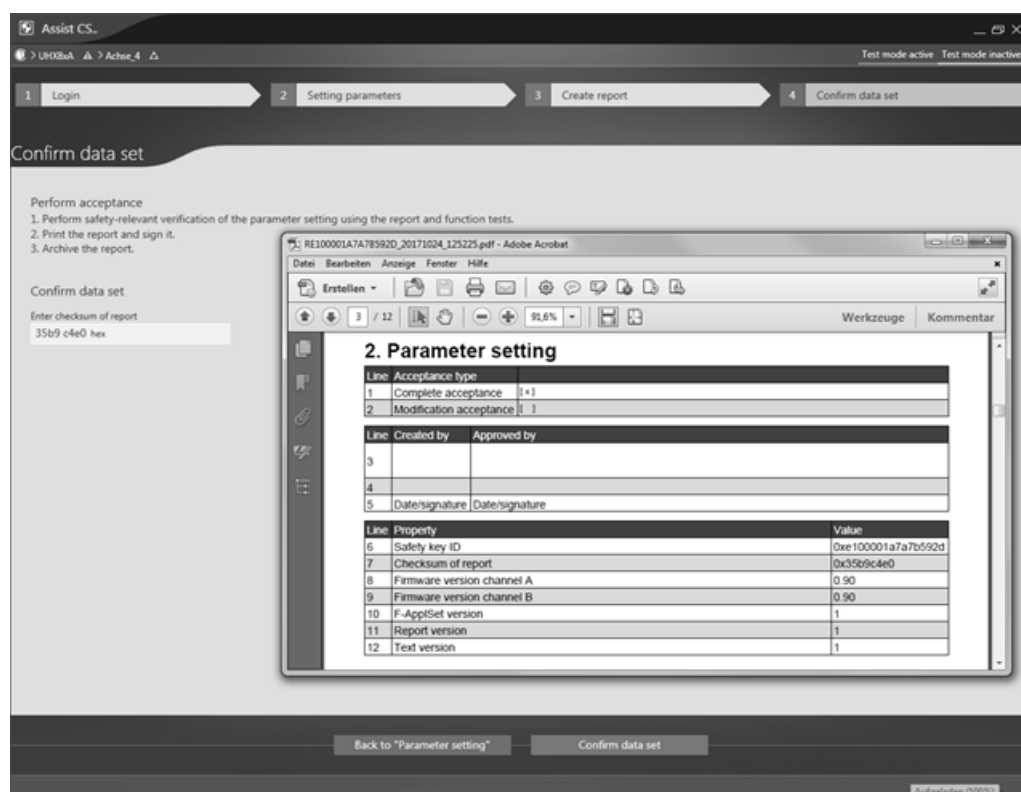 Assist CS..
> UHX8xA > Achse_4
Test mode active Test mode inactive
1 Login
2 Setting parameters
3 Create report
4 Confirm data set
Confirm data set
Perform acceptance
1. Perform safety-relevant verification of the parameter setting using the report and function tests.
2. Print the report and sign it.
3. Archive the report.
Confirm data set
Enter checksum of report
35b9 c4e0 hex
RE100001A7A7B592D_20171024_125225.pdf - Adobe Acrobat
Datei Bearbeiten Anzeige Fenster Hilfe
Erstellen
3 / 12 91,6% Werkzeuge Kommentar
2. Parameter setting
Line Acceptance type
1 Complete acceptance [x]
2 Modification acceptance [ ]
Line Created by Approved by
3
4
5 Date/signature Date/signature
Line Property Value
6 Safety key ID 0xe100001a7a7b592d
7 Checksum of report 0x35b9c4e0
8 Firmware version channel A 0.90
9 Firmware version channel B 0.90
10 F-ApplSet version 1
11 Report version 1
12 Text version 1
Back to "Parameter setting"
Confirm data set
Aufgeladen (100%)